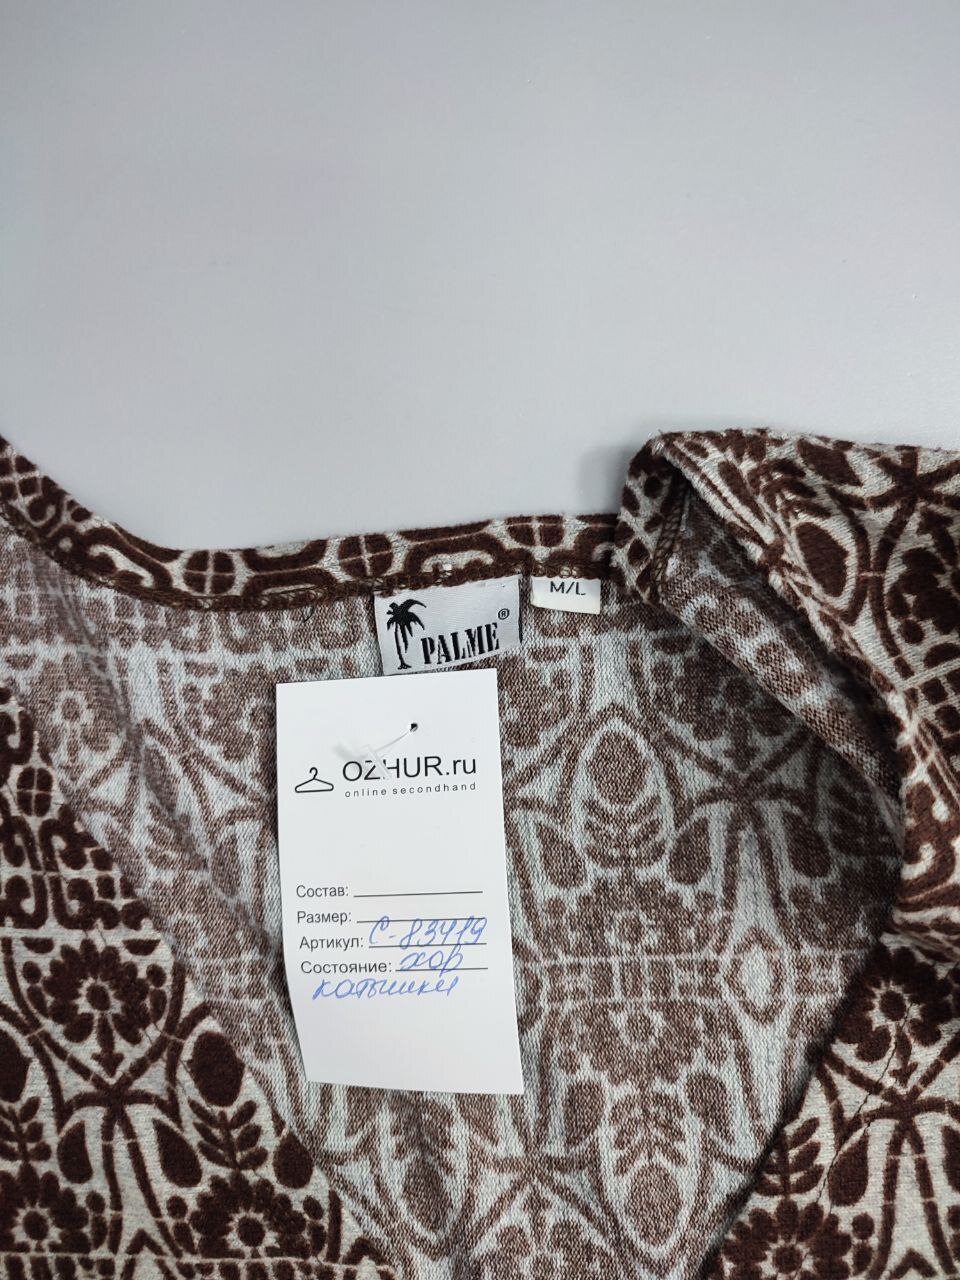 M/L
PALME®
OZHUR.ru
online secondhand
Состав:
Размер:
Артикул: С-83419
Состояние: хор
катышки